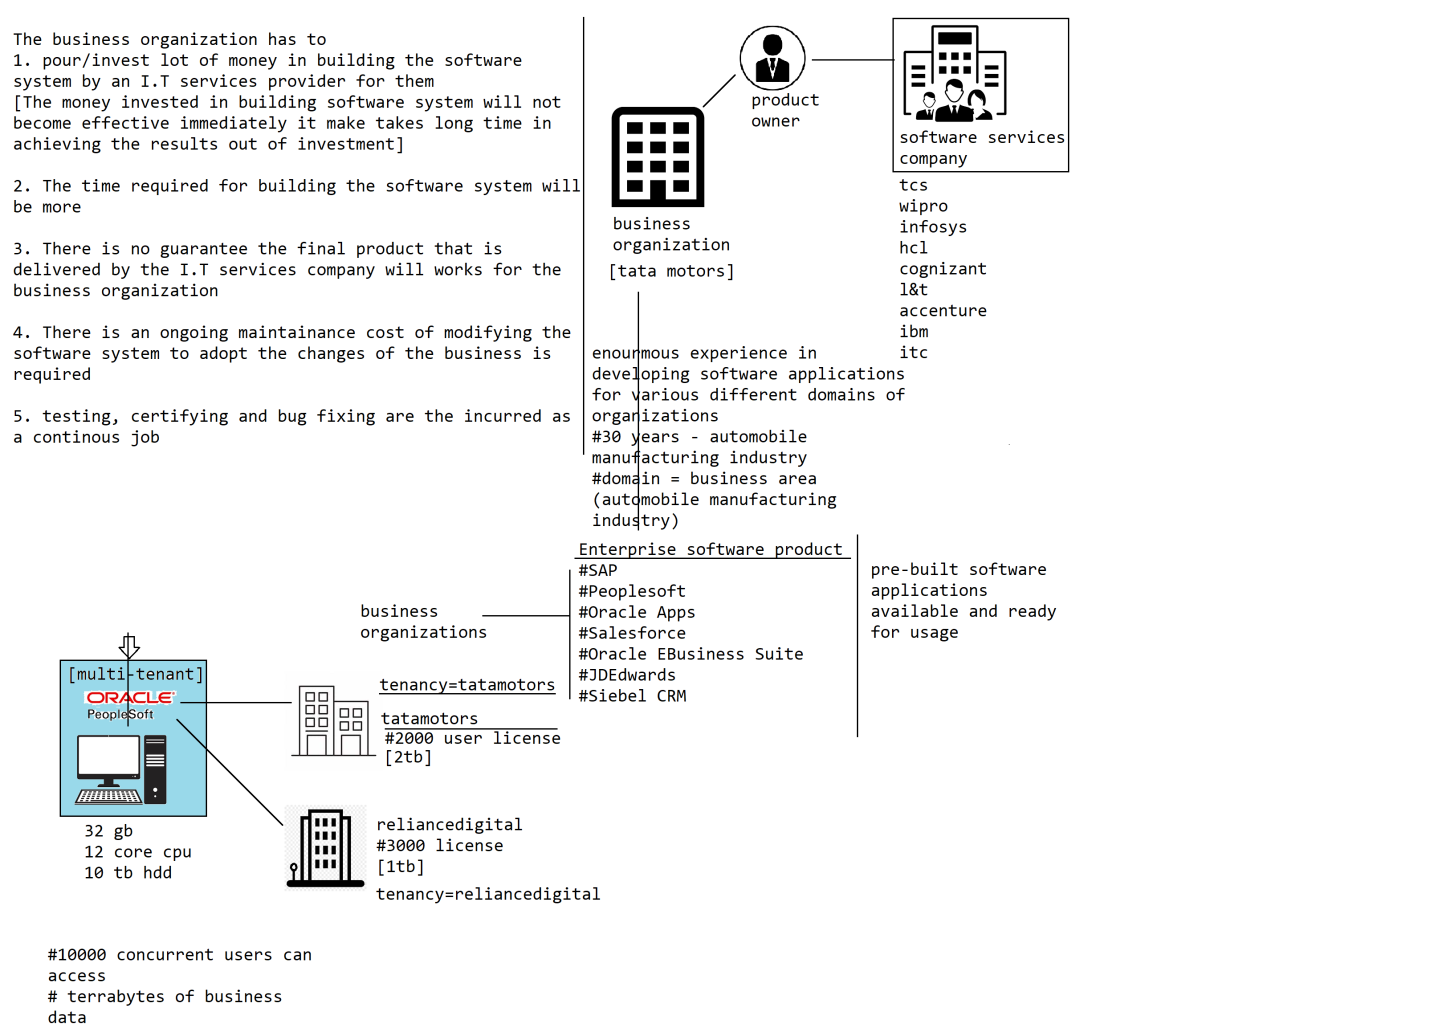 The business organization has to
1. pour/invest lot of money in building the software
system by an I.T services provider for them
[The money invested in building software system will not
become effective immediately it make takes long time in
achieving the results out of investment]
2. The time required for building the software system will
be more
3. There is no guarantee the final product that is
delivered by the I.T services company will works for the
business organization
4. There is an ongoing maintainance cost of modifying the
software system to adopt the changes of the business is
required
5. testing, certifying and bug fixing are the incurred as
a continous job
product
owner
software services
company
tcs
wipro
infosys
hcl
cognizant
l&t
accenture
ibm
itc
business
organization
[tata motors]
enourmous experience in
developing software applications
for various different domains of
organizations
#30 years - automobile
manufacturing industry
#domain = business area
(automobile manufacturing
industry)
Enterprise software product
#SAP
#Peoplesoft
#Oracle Apps
#Salesforce
#Oracle EBusiness Suite
#JDEdwards
#Siebel CRM
pre-built software
applications
available and ready
for usage
business
organizations
[multi-tenant]
ORACLE
PeopleSoft
32 gb
12 core cpu
10 tb hdd
tenancy=tatamotors
tatamotors
#2000 user license
[2tb]
reliancedigital
#3000 license
[1tb]
tenancy=reliancedigital
#10000 concurrent users can
access
# terrabytes of business
data